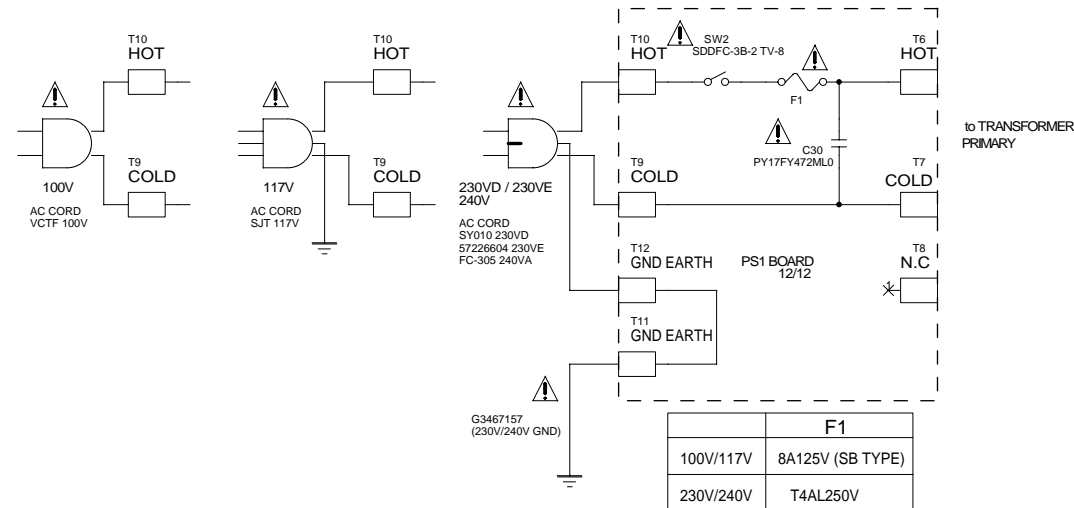 T10
HOT
100V
AC CORD
VCTF 100V
T9
COLD
T10
HOT
117V
AC CORD
SJT 117V
T9
COLD
230VD / 230VE
240V
AC CORD
SY010 230VD
57226604 230VE
FC-305 240VA
T10
HOT
SW2
SDDFC-3B-2 TV-8
F1
C30
PY17FY472ML0
T6
HOT
to TRANSFORMER
PRIMARY
T9
COLD
T7
COLD
T12
GND EARTH
PS1 BOARD
12/12
T8
N.C
1
T11
GND EARTH
G3467157
(230V/240V GND)
F1
100V/117V 8A125V (SB TYPE)
230V/240V T4AL250V